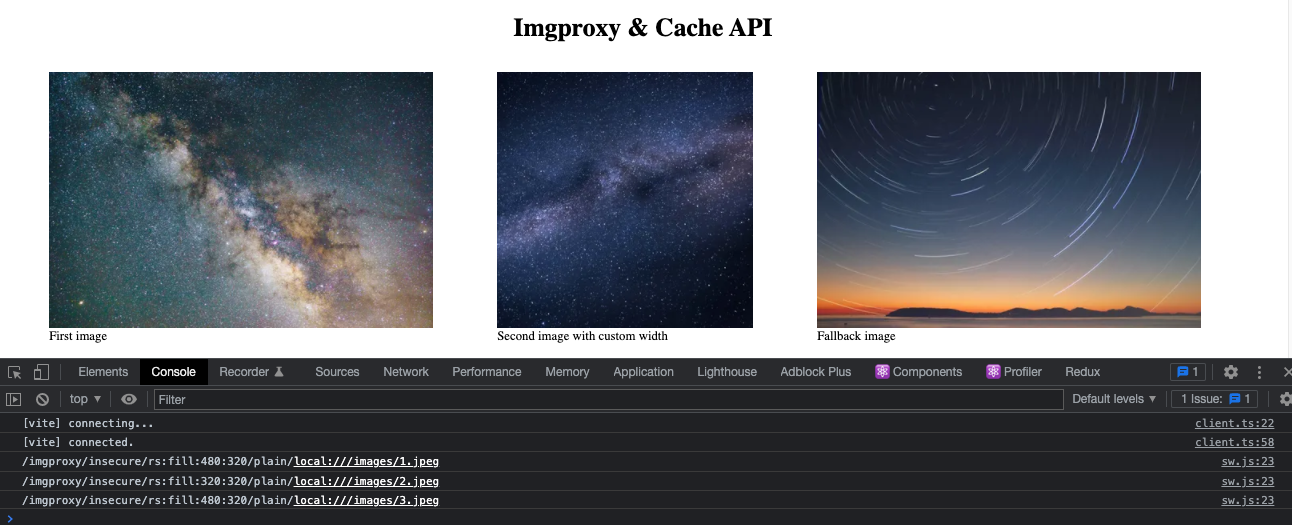 Imgproxy & Cache API
First image
Second image with custom width
Fallback image
Elements Console Recorder Sources Network Performance Memory Application Lighthouse Adblock Plus Components Profiler Redux 1
top Filter Default levels 1 Issue: 1
[vite] connecting... client.ts:22
[vite] connected. client.ts:58
/imgproxy/insecure/rs:fill:480:320/plain/local:///images/1.jpeg sw.js:23
/imgproxy/insecure/rs:fill:320:320/plain/local:///images/2.jpeg sw.js:23
/imgproxy/insecure/rs:fill:480:320/plain/local:///images/3.jpeg sw.js:23